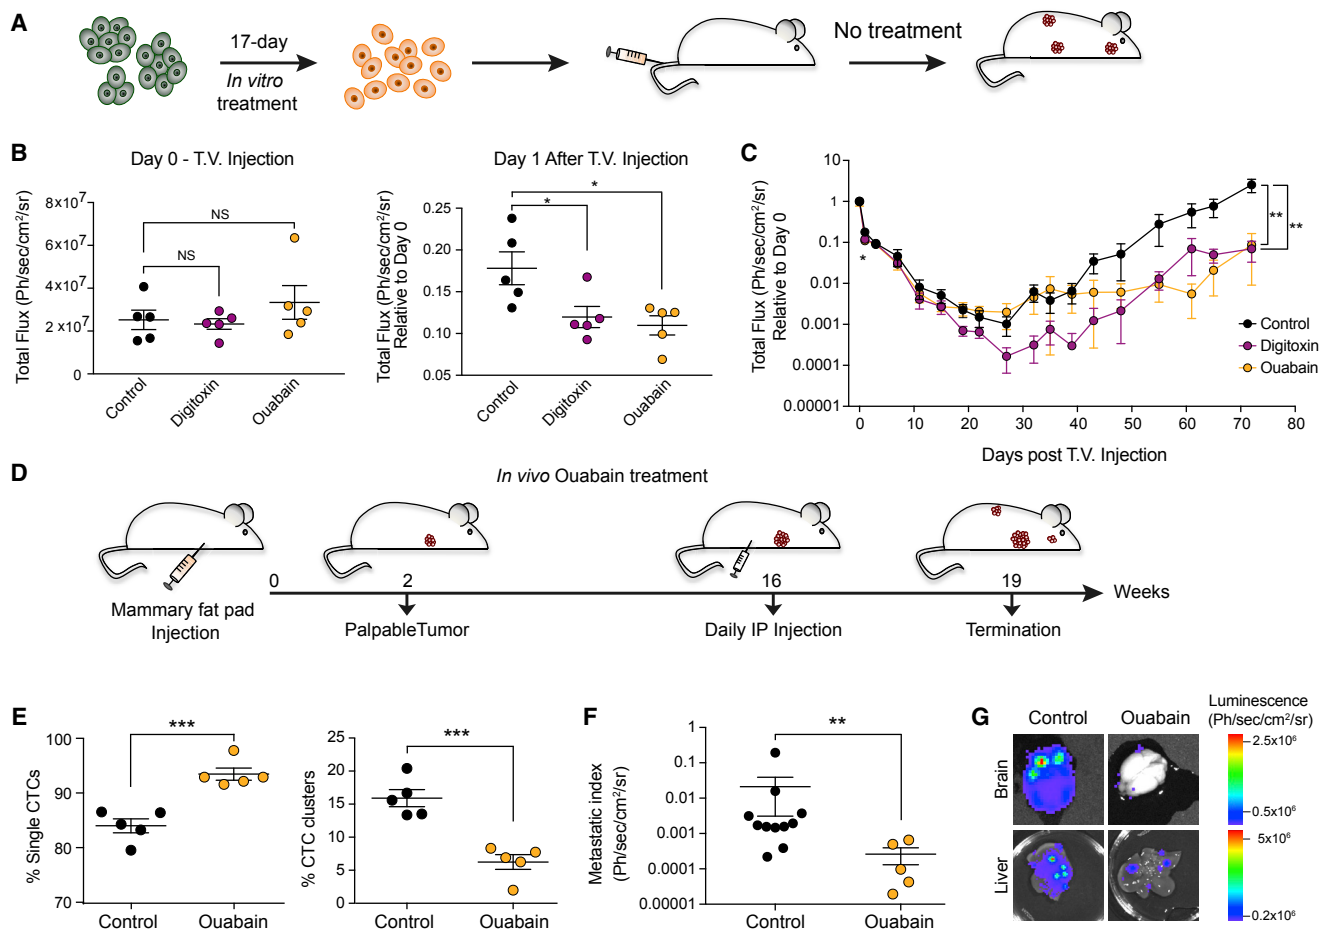 A
17-day
In vitro
treatment
No treatment
B
Day 0 - T.V. Injection
Total Flux (Ph/sec/cm²/sr)
8x10⁷
6x10⁷
4x10⁷
2 x10⁷
0
NS
NS
Control
Digitoxin
Ouabain
Day 1 After T.V. Injection
Total Flux (Ph/sec/cm²/sr)
Relative to Day 0
0.25
0.20
0.15
0.10
0.05
*
*
Control
Digitoxin
Ouabain
C
Total Flux (Ph/sec/cm²/sr)
Relative to Day 0
10
1
0.1
0.01
0.001
0.0001
0.00001
*
**
**
Control
Digitoxin
Ouabain
0 10 20 30 40 50 60 70 80
Days post T.V. Injection
D
In vivo Ouabain treatment
0 2 16 19
Weeks
Mammary fat pad
Injection
PalpableTumor
Daily IP Injection
Termination
E
% Single CTCs
100
90
80
70
***
Control Ouabain
% CTC clusters
25
20
15
10
5
0
***
Control Ouabain
F
Metastatic index
(Ph/sec/cm²/sr)
1
0.1
0.01
0.001
0.0001
0.00001
**
Control Ouabain
G
Control Ouabain
Luminescence
(Ph/sec/cm²/sr)
Brain
2.5x10⁶
0.5x10⁶
Liver
5x10⁶
0.2x10⁶